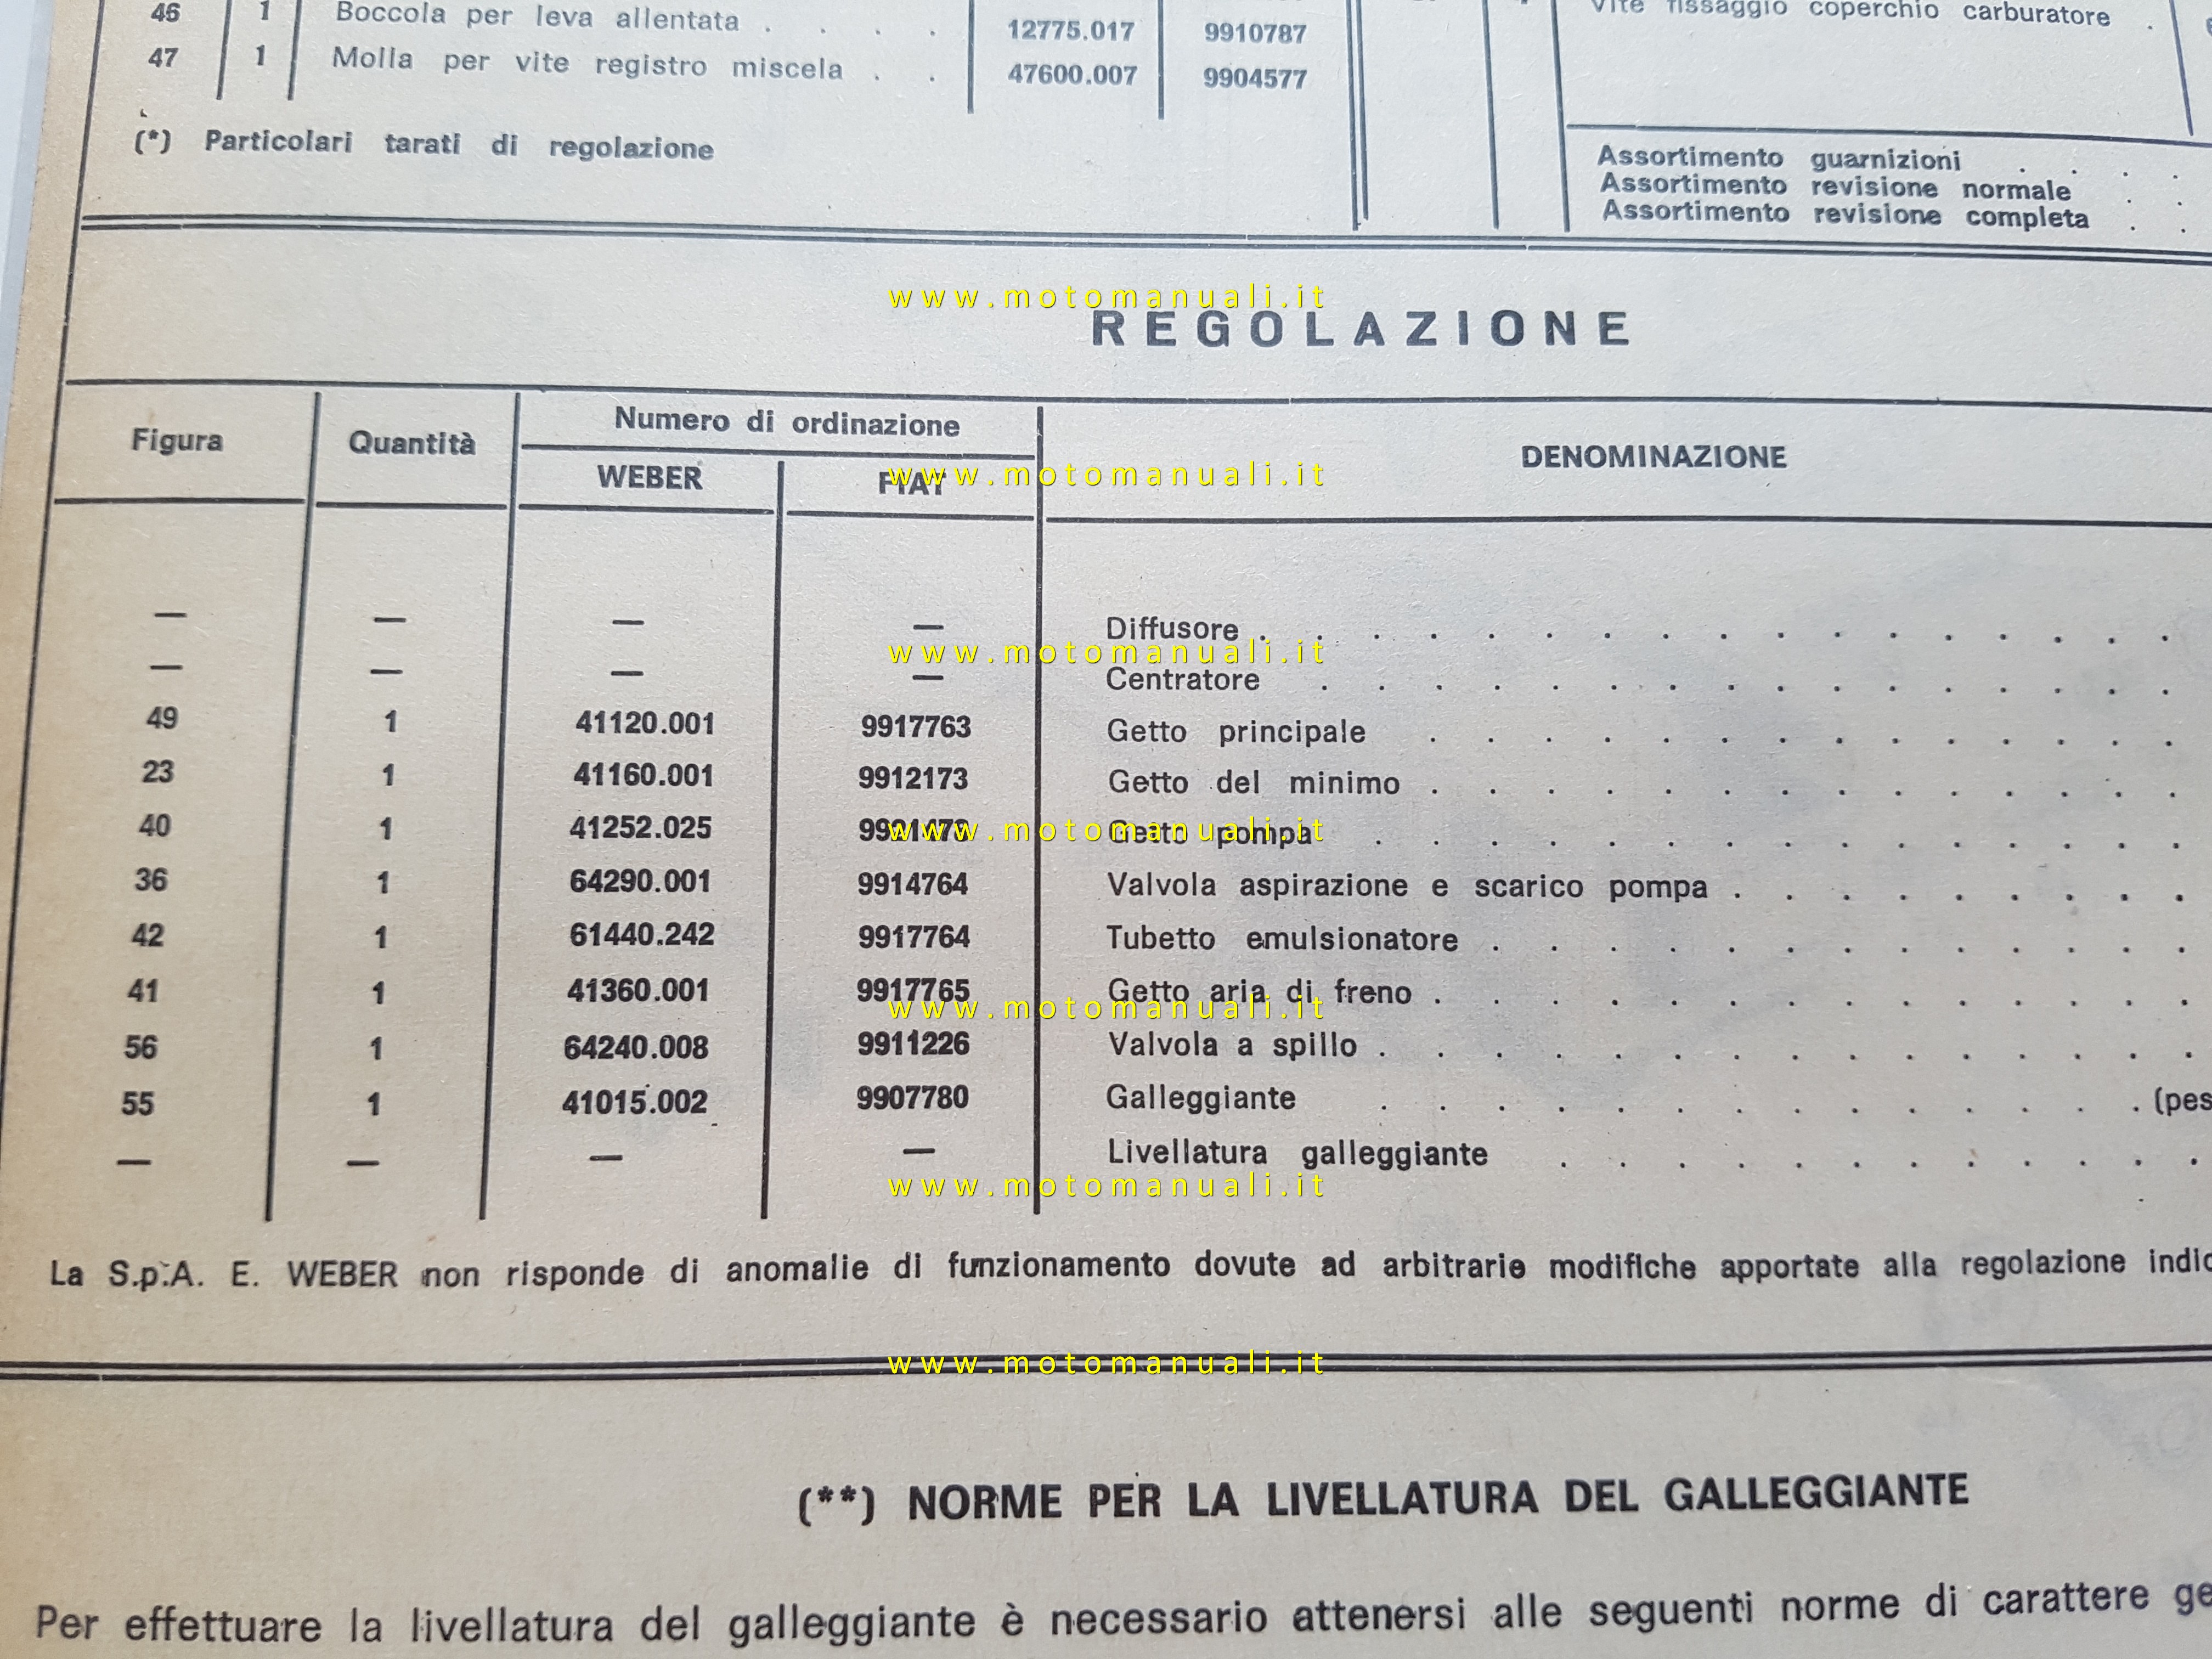 46 1 Boccola per leva allentata . . . . 12775.017 9910787
47 1 Molla per vite registro miscela . . 47600.007 9904577
(*) Particolari tarati di regolazione
Vite fissaggio coperchio carburatore .
Assortimento guarnizioni . . . .
Assortimento revisione normale . .
Assortimento revisione completa . .
REGOLAZIONE
Figura Quantità Numero di ordinazione DENOMINAZIONE
WEBER FIAT
— — — — Diffusore . . . . . . . . . . . . . . . . .
— — — — Centratore . . . . . . . . . . . . . . . .
49 1 41120.001 9917763 Getto principale . . . . . . . . . . . . . .
23 1 41160.001 9912173 Getto del minimo . . . . . . . . . . . . . .
40 1 41252.025 Getto pompa . . . . . . . . . . . . . . .
36 1 64290.001 9914764 Valvola aspirazione e scarico pompa . . . . . . . . .
42 1 61440.242 9917764 Tubetto emulsionatore . . . . . . . . . . . . .
41 1 41360.001 9917765 Getto aria di freno . . . . . . . . . . . . . .
56 1 64240.008 9911226 Valvola a spillo . . . . . . . . . . . . . . .
55 1 41015.002 9907780 Galleggiante . . . . . . . . . . . . . . (pes
— — — — Livellatura galleggiante . . . . . . . . . . . .
La S.p.A. E. WEBER non risponde di anomalie di funzionamento dovute ad arbitrarie modifiche apportate alla regolazione indic
(**) NORME PER LA LIVELLATURA DEL GALLEGGIANTE
Per effettuare la livellatura del galleggiante è necessario attenersi alle seguenti norme di carattere ge
www.motomanuali.it
www.motomanuali.it
www.motomanuali.it
www.motomanuali.it
www.motomanuali.it
www.motomanuali.it
www.motomanuali.it